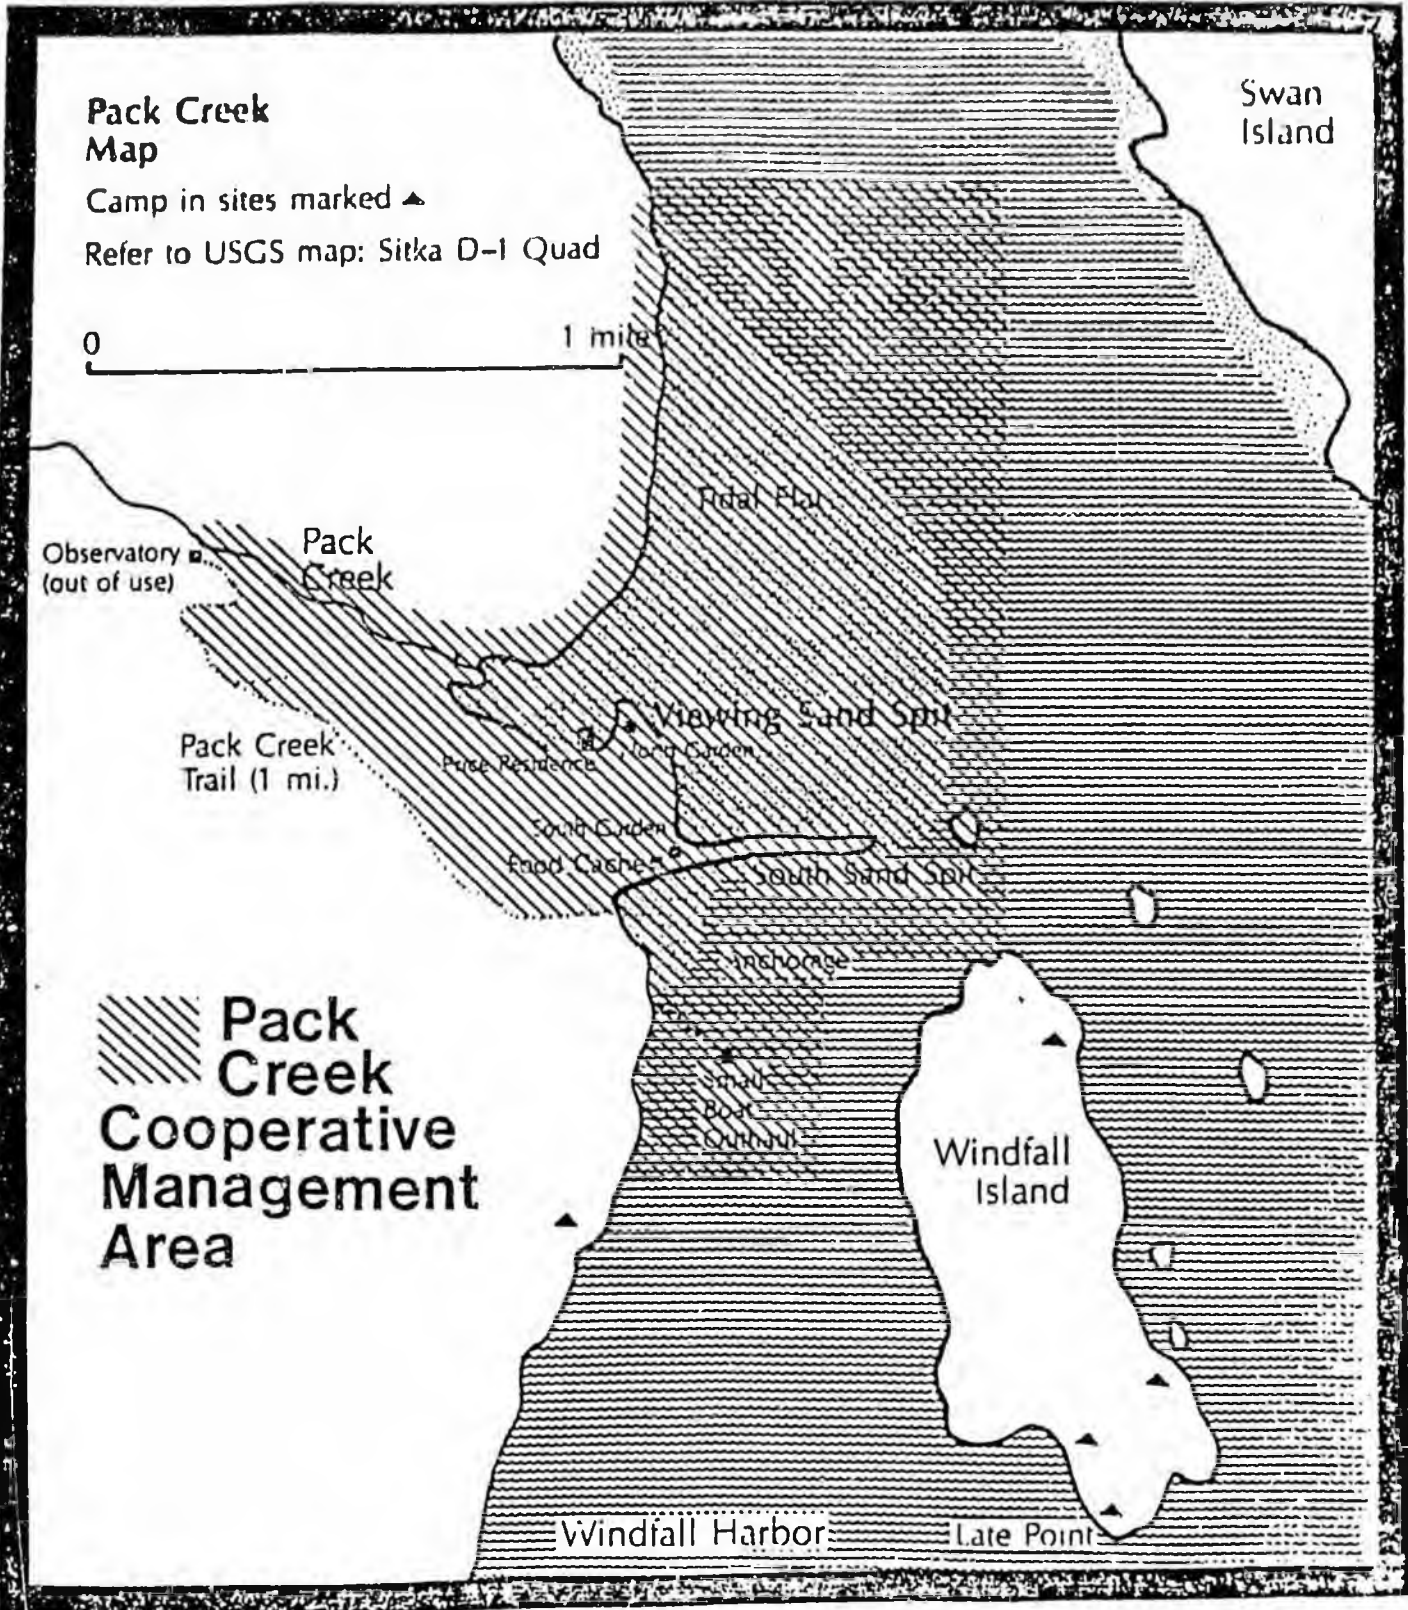 Pack Creek
Map
Camp in sites marked
Refer to USGS map: Sitka D-1 Quad
0
1 mile
Swan
Island
Tidal Flat
Observatory
(out of use)
Pack
Creek
Viewing Sand Spit
Garden
Price Residence
Pack Creek
Trail (1 mi.)
South Garden
Food Cache
South Sand Spit
Anchorage
Pack
Creek
Cooperative
Management
Area
Small
Boat
Outhaul
Windfall
Island
Windfall Harbor
Late Point